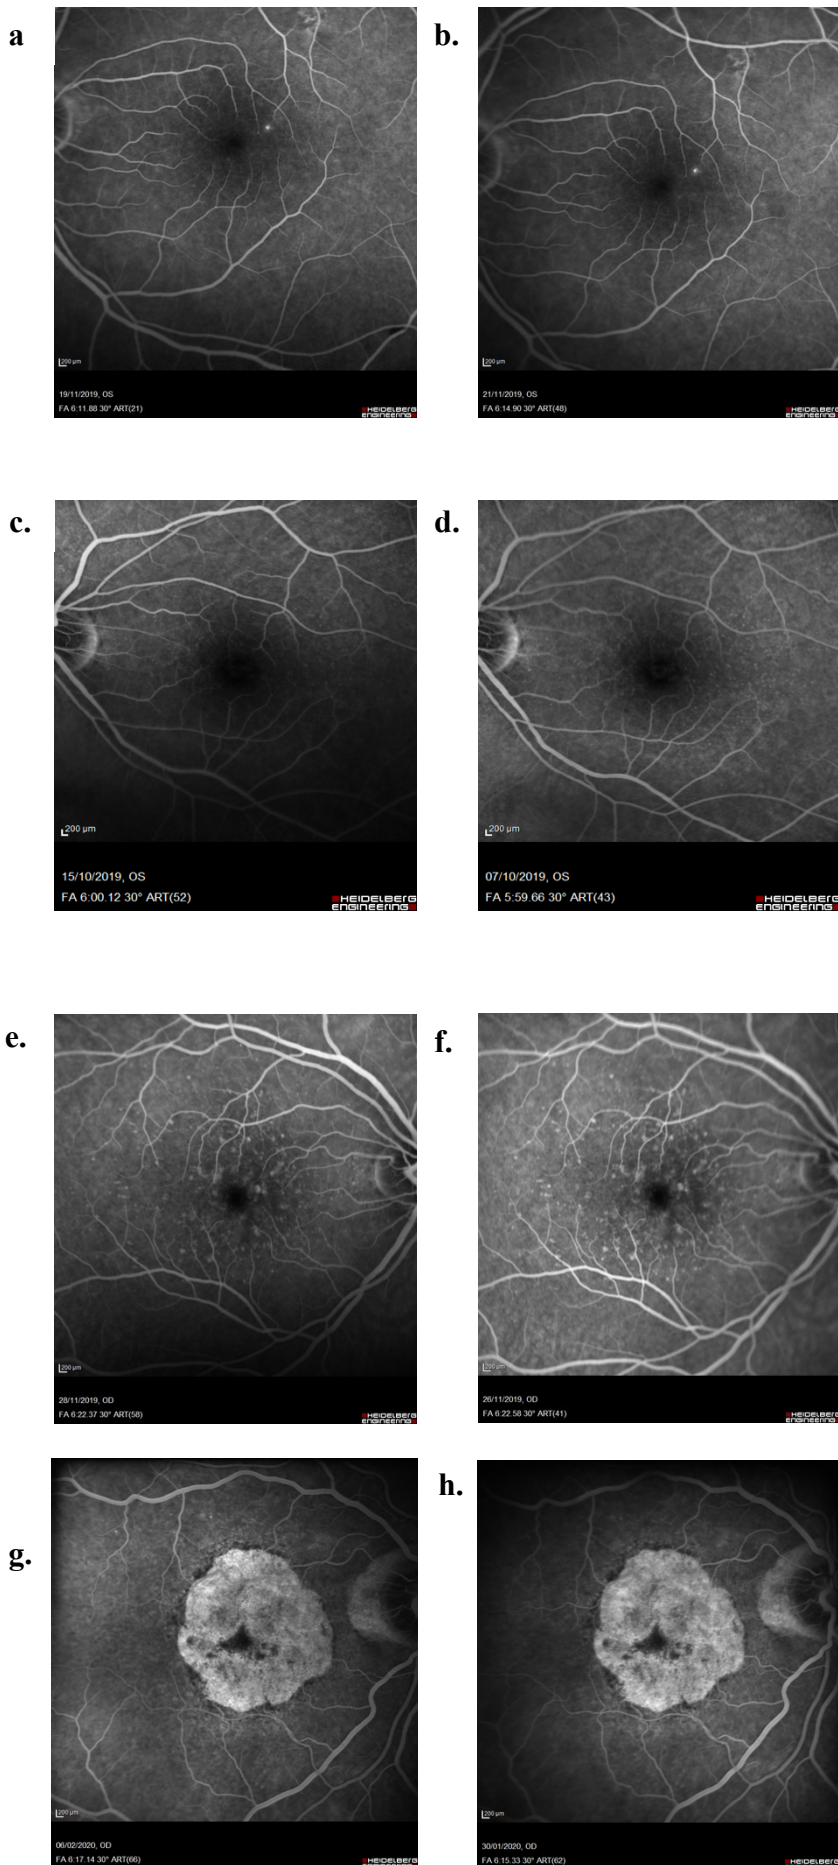 a
b.
200 µm
200 µm
19/11/2019, OS
FA 6:11.88 30° ART(21)
HEIDELBERG
ENGINEERING
21/11/2019, OS
FA 6:14.90 30° ART(48)
HEIDELBERG
ENGINEERING
c.
d.
200 µm
200 µm
15/10/2019, OS
FA 6:00.12 30° ART(52)
HEIDELBERG
ENGINEERING
07/10/2019, OS
FA 5:59.66 30° ART(43)
HEIDELBERG
ENGINEERING
e.
f.
200 µm
200 µm
28/11/2019, OD
FA 6:22.37 30° ART(58)
HEIDELBERG
ENGINEERING
26/11/2019, OD
FA 6:22.58 30° ART(41)
HEIDELBERG
ENGINEERING
g.
h.
200 µm
200 µm
06/02/2020, OD
FA 6:17.14 30° ART(66)
HEIDELBERG
30/01/2020, OD
FA 6:15.33 30° ART(62)
HEIDELBERG